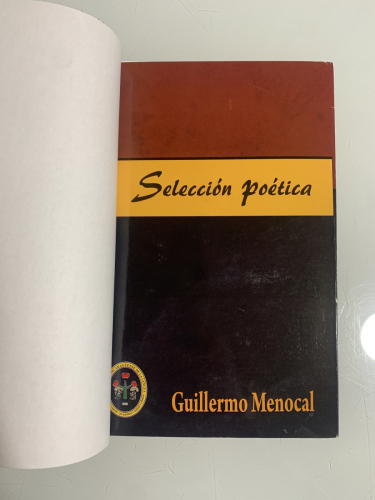 Selección poética
Guillermo Menocal